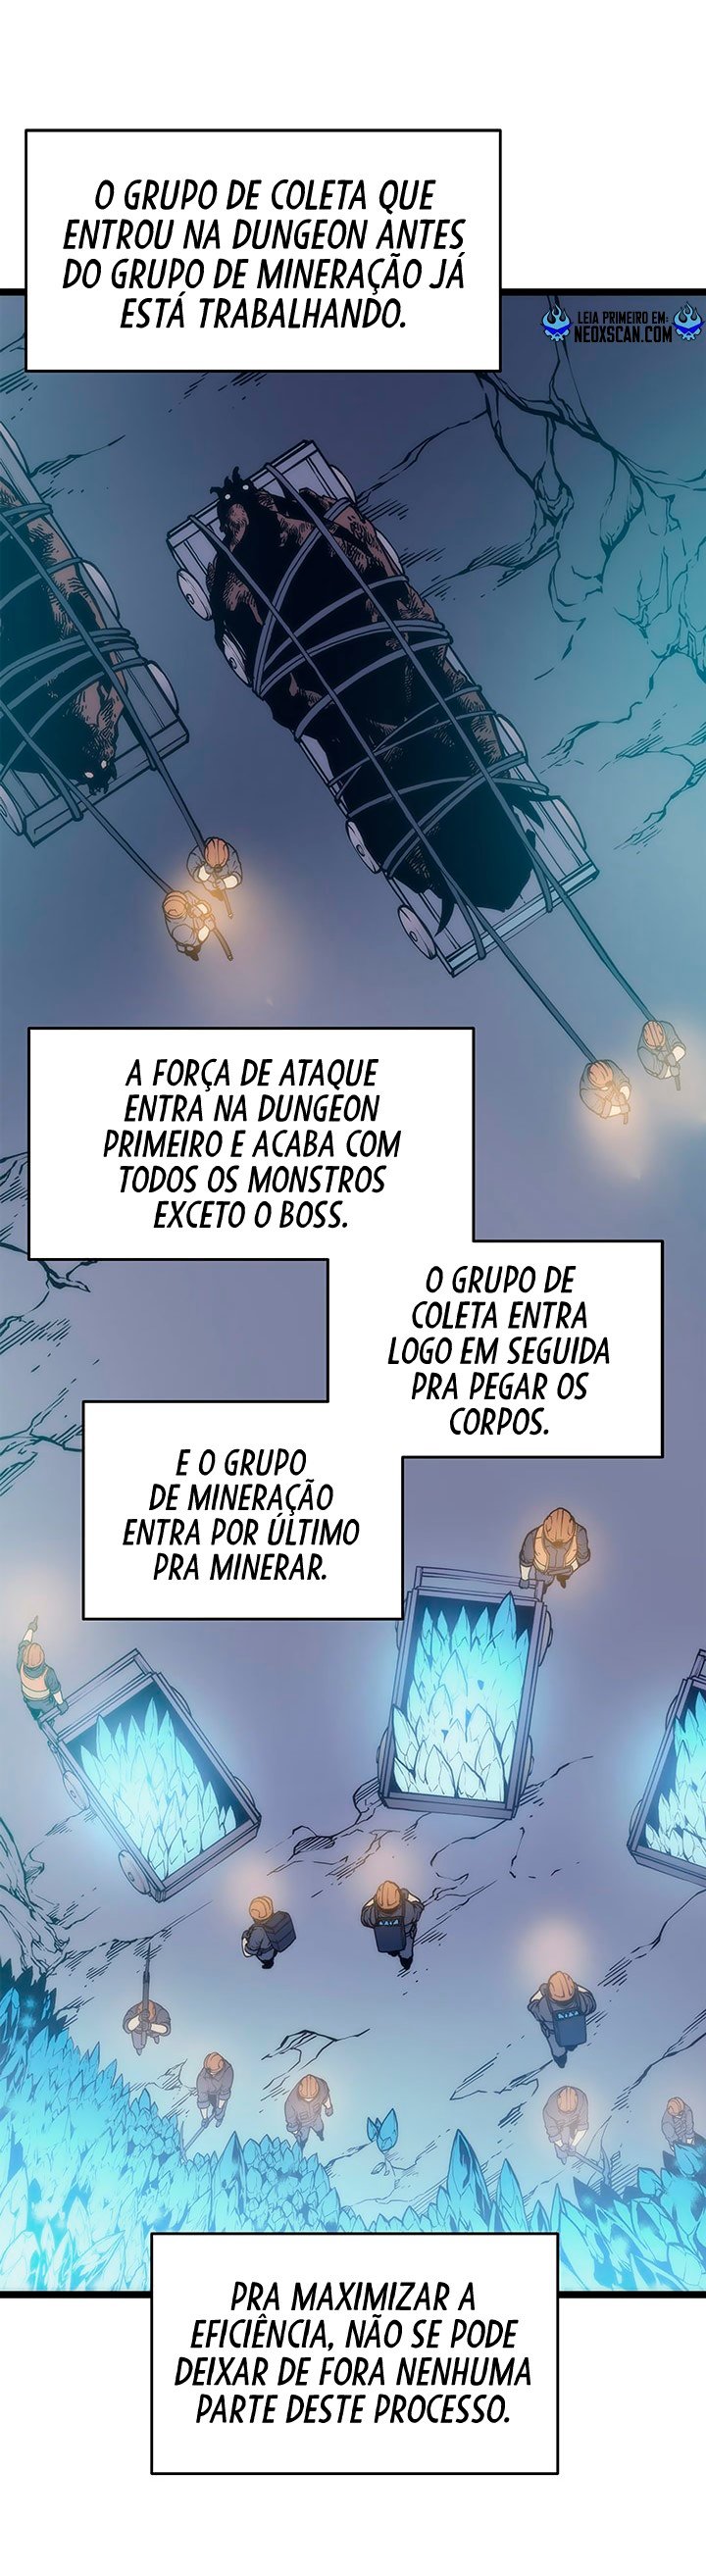 O GRUPO DE COLETA QUE
ENTROU NA DUNGEON ANTES
DO GRUPO DE MINERAÇÃO JÁ
ESTÁ TRABALHANDO.
LEIA PRIMEIRO EM:
NEOXSCAN.COM
A FORÇA DE ATAQUE
ENTRA NA DUNGEON
PRIMEIRO E ACABA COM
TODOS OS MONSTROS
EXCETO O BOSS.
O GRUPO DE
COLETA ENTRA
LOGO EM SEGUIDA
PRA PEGAR OS
CORPOS.
E O GRUPO
DE MINERAÇÃO
ENTRA POR ÚLTIMO
PRA MINERAR.
PRA MAXIMIZAR A
EFICIÊNCIA, NÃO SE PODE
DEIXAR DE FORA NENHUMA
PARTE DESTE PROCESSO.